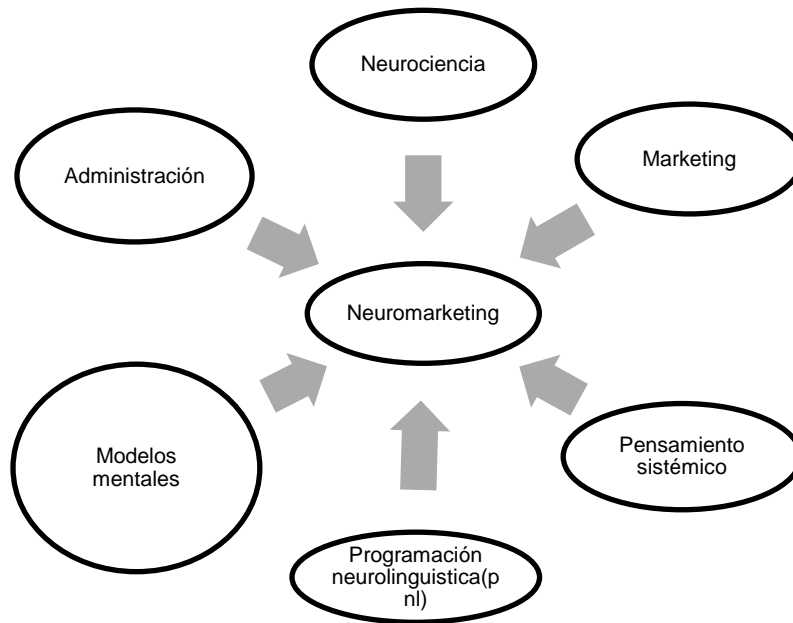 Neurociencia
Administración
Marketing
Neuromarketing
Modelos
mentales
Pensamiento
sistémico
Programación
neurolinguistica(p
nl)